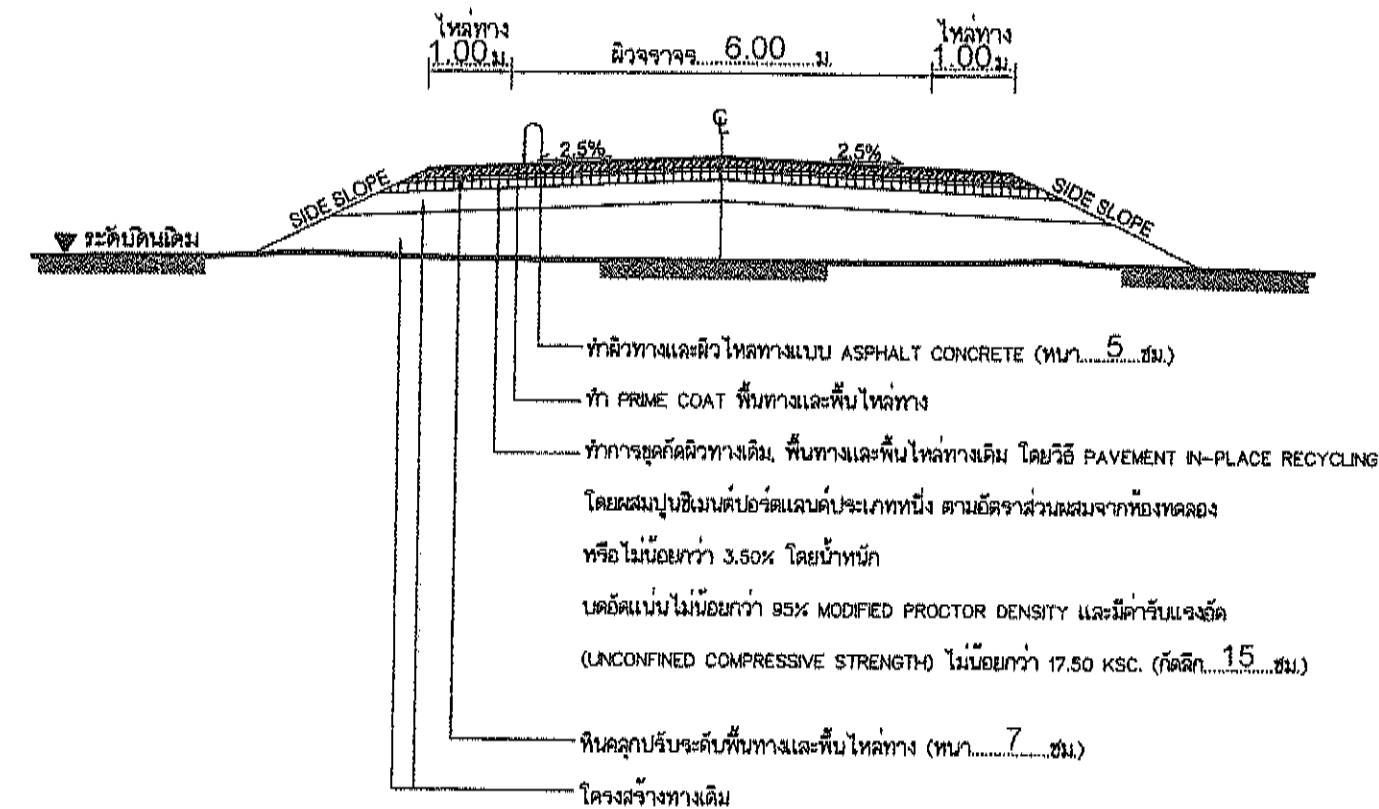 ไหล่ทาง
1.00 ม.
ผิวจราจร......6.00......ม.
ไหล่ทาง
1.00 ม.
℄
2.5%
2.5%
SIDE SLOPE
SIDE SLOPE
ระดับดินเดิม
ทำผิวทางและผิวไหล่ทางแบบ ASPHALT CONCRETE (หนา......5......ซม.)
ทำ PRIME COAT พื้นทางและพื้นไหล่ทาง
ทำการขุดกัดผิวทางเดิม, พื้นทางและพื้นไหล่ทางเดิม โดยวิธี PAVEMENT IN-PLACE RECYCLING
โดยผสมปูนซีเมนต์ปอร์ตแลนด์ประเภทหนึ่ง ตามอัตราส่วนผสมจากห้องทดลอง
หรือไม่น้อยกว่า 3.50% โดยน้ำหนัก
บดอัดแน่นไม่น้อยกว่า 95% MODIFIED PROCTOR DENSITY และมีค่ารับแรงอัด
(UNCONFINED COMPRESSIVE STRENGTH) ไม่น้อยกว่า 17.50 KSC. (กัดลึก......15......ซม.)
หินคลุกปรับระดับพื้นทางและพื้นไหล่ทาง (หนา......7......ซม.)
โครงสร้างทางเดิม